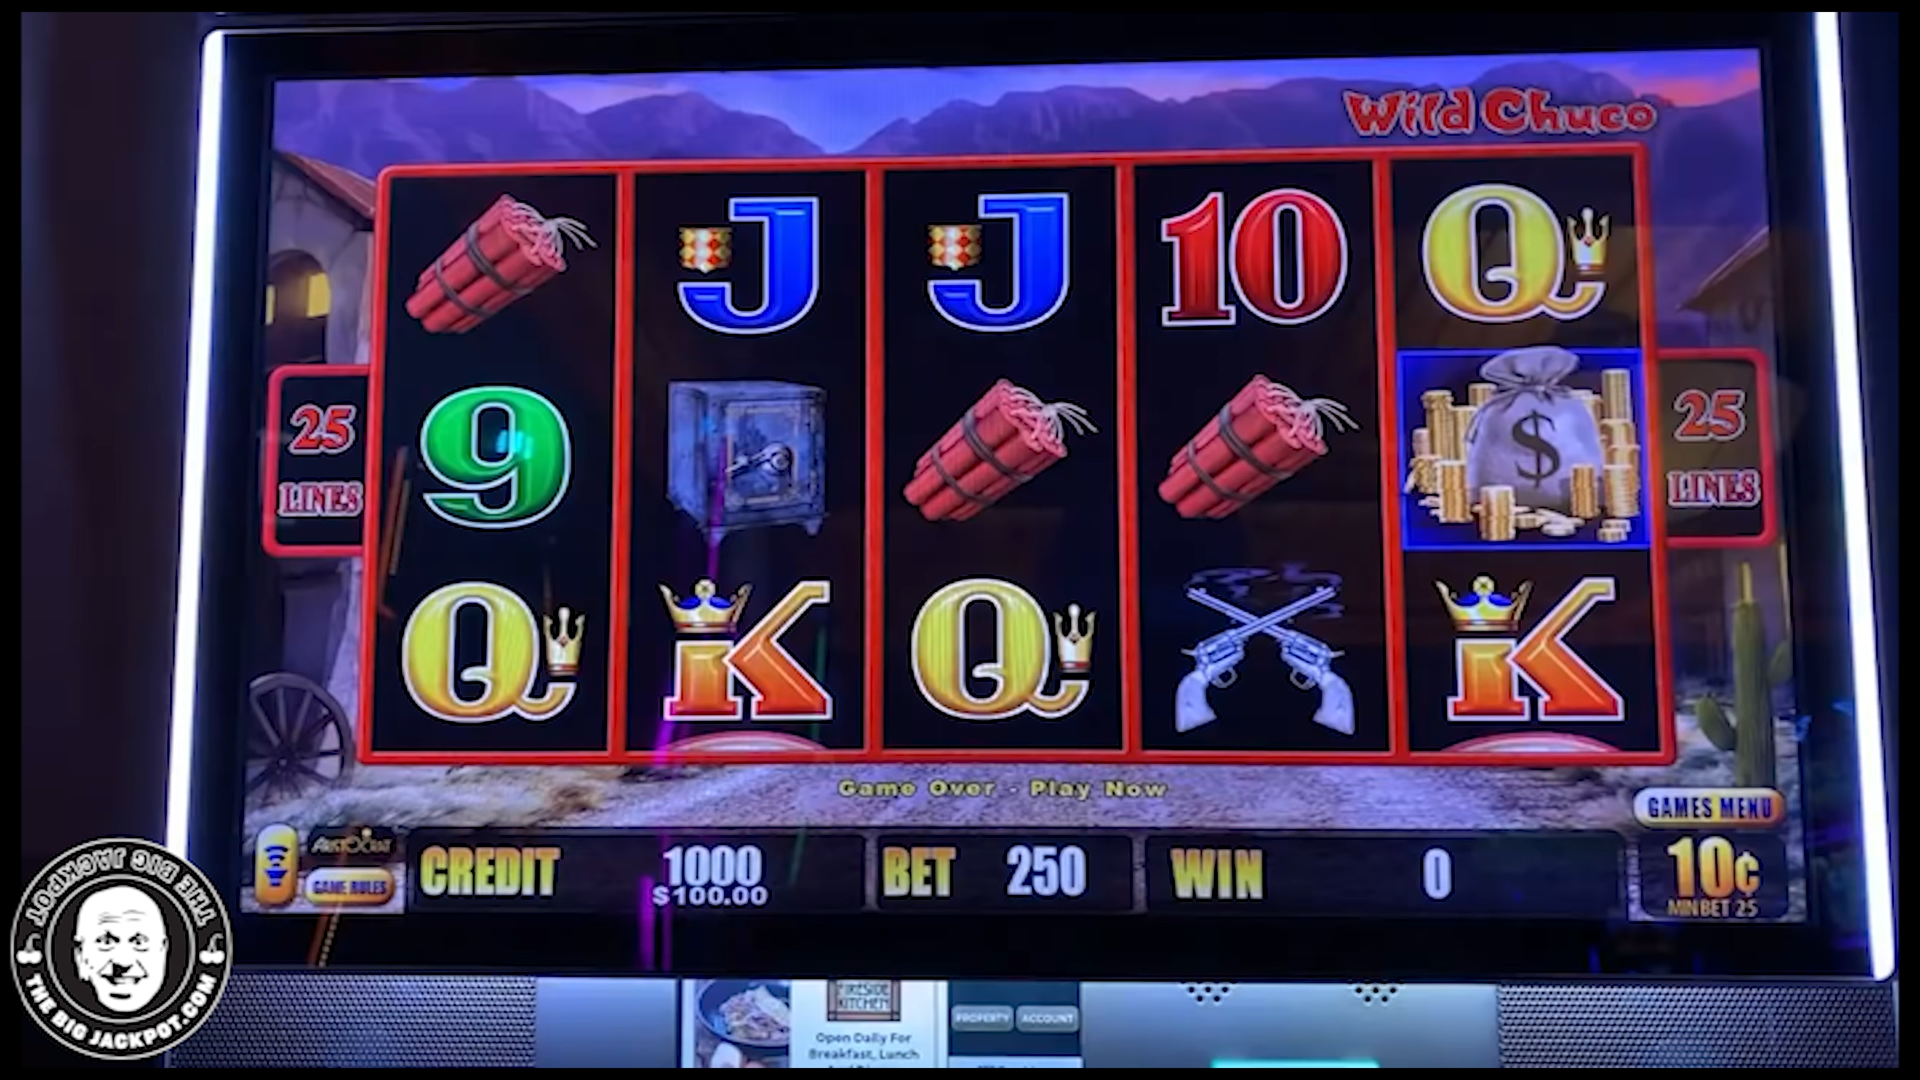 Wild Chuco
J
J
10
Q
25
LINES
9
$
25
LINES
Q
K
Q
K
Game Over - Play Now
GAMES MENU
ARISTOCRAT
GAME RULES
CREDIT
1000
$100.00
BET
250
WIN
0
10¢
MIN BET 25
THE BIG JACKPOT
THE BIG JACKPOT.COM
FIRESIDE
KITCHEN
Open Daily For
Breakfast, Lunch
PROPERTY
ACCOUNT